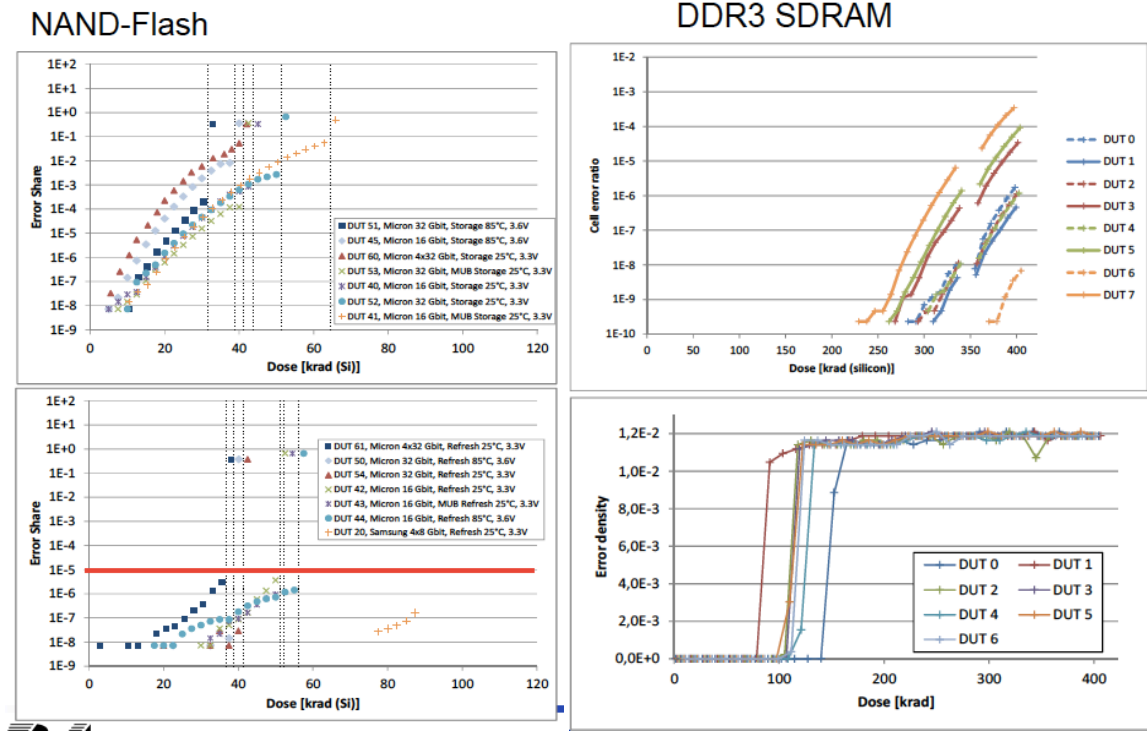 NAND-Flash
DDR3 SDRAM
1E+2
1E+1
1E+0
1E-1
1E-2
1E-3
1E-4
1E-5
1E-6
1E-7
1E-8
1E-9
Error Share
DUT 51, Micron 32 Gbit, Storage 85°C, 3.6V
DUT 45, Micron 16 Gbit, Storage 85°C, 3.6V
DUT 60, Micron 4x32 Gbit, Storage 25°C, 3.3V
DUT 53, Micron 32 Gbit, MUB Storage 25°C, 3.3V
DUT 40, Micron 16 Gbit, Storage 25°C, 3.3V
DUT 52, Micron 32 Gbit, Storage 25°C, 3.3V
DUT 41, Micron 16 Gbit, MUB Storage 25°C, 3.3V
0 20 40 60 80 100 120
Dose [krad (Si)]
1E-2
1E-3
1E-4
1E-5
1E-6
1E-7
1E-8
1E-9
1E-10
Cell error ratio
DUT 0
DUT 1
DUT 2
DUT 3
DUT 4
DUT 5
DUT 6
DUT 7
0 50 100 150 200 250 300 350 400
Dose [krad (silicon)]
1E+2
1E+1
1E+0
1E-1
1E-2
1E-3
1E-4
1E-5
1E-6
1E-7
1E-8
1E-9
Error Share
DUT 61, Micron 4x32 Gbit, Refresh 25°C, 3.3V
DUT 50, Micron 32 Gbit, Refresh 85°C, 3.6V
DUT 54, Micron 32 Gbit, Refresh 25°C, 3.3V
DUT 42, Micron 16 Gbit, Refresh 25°C, 3.3V
DUT 43, Micron 16 Gbit, MUB Refresh 25°C, 3.3V
DUT 44, Micron 16 Gbit, Refresh 85°C, 3.6V
DUT 20, Samsung 4x8 Gbit, Refresh 25°C, 3.3V
0 20 40 60 80 100 120
Dose [krad (Si)]
1,2E-2
1,0E-2
8,0E-3
6,0E-3
4,0E-3
2,0E-3
0,0E+0
Error density
DUT 0 DUT 1
DUT 2 DUT 3
DUT 4 DUT 5
DUT 6
0 100 200 300 400
Dose [krad]